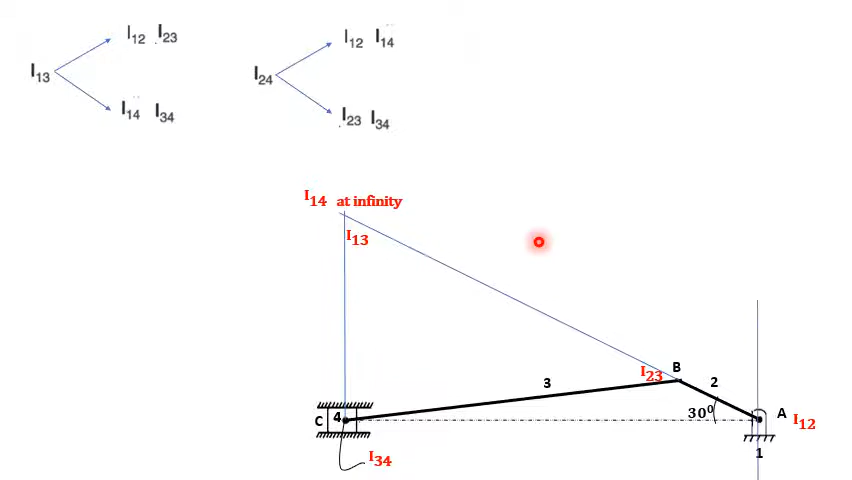 I12 I23
I13
I14 I34
I12 I14
I24
I23 I34
I14 at infinity
I13
I23
B
3
2
30⁰
C
4
A
I12
1
I34